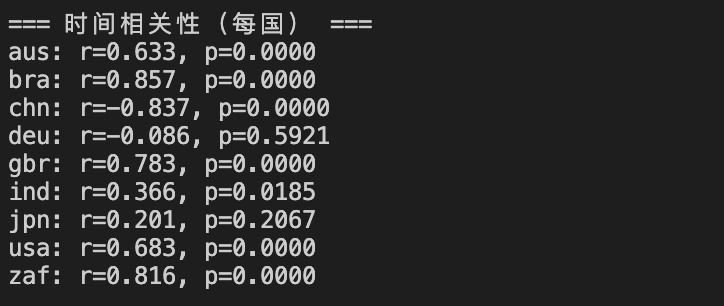 === 时间相关性（每国） ===
aus: r=0.633, p=0.0000
bra: r=0.857, p=0.0000
chn: r=-0.837, p=0.0000
deu: r=-0.086, p=0.5921
gbr: r=0.783, p=0.0000
ind: r=0.366, p=0.0185
jpn: r=0.201, p=0.2067
usa: r=0.683, p=0.0000
zaf: r=0.816, p=0.0000